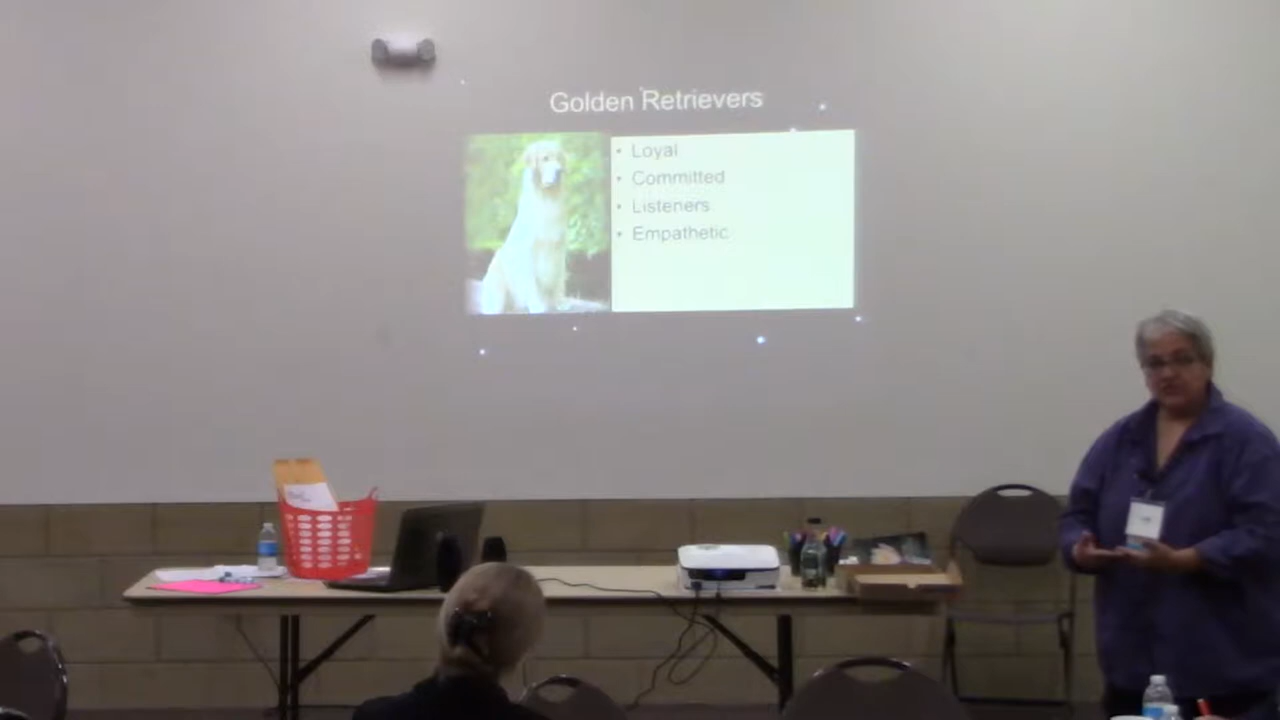 Golden Retrievers
• Loyal
• Committed
• Listeners
• Empathetic